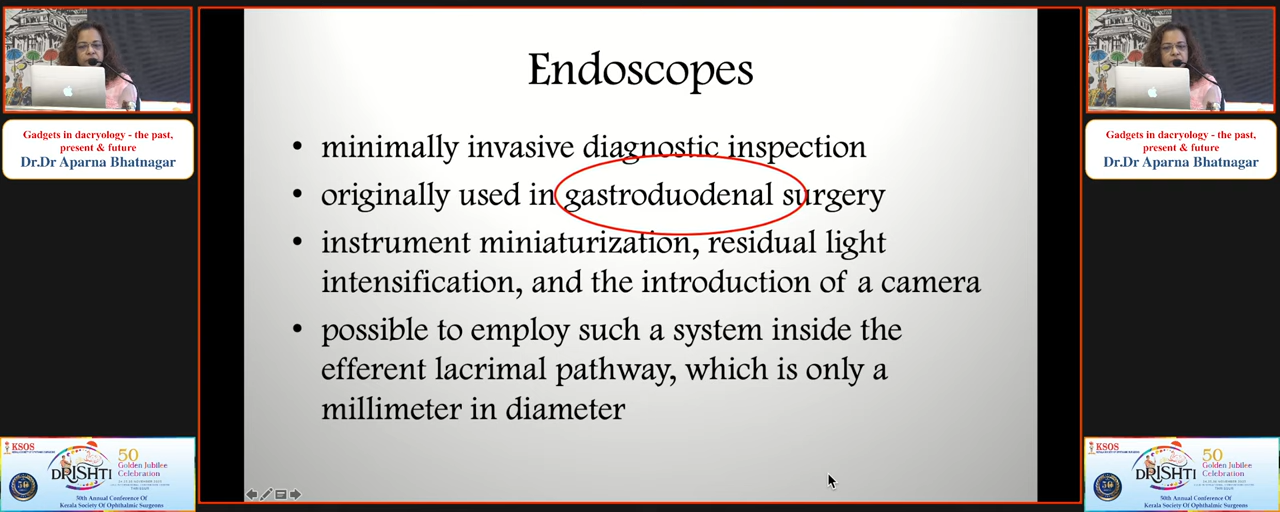 Endoscopes
• minimally invasive diagnostic inspection
• originally used in gastroduodenal surgery
• instrument miniaturization, residual light
intensification, and the introduction of a camera
• possible to employ such a system inside the
efferent lacrimal pathway, which is only a
millimeter in diameter
Gadgets in dacryology - the past,
present & future
Dr.Dr Aparna Bhatnagar
KSOS
50
Golden Jubilee
Celebration
DRISHTI
50th Annual Conference Of
Kerala Society Of Ophthalmic Surgeons
Gadgets in dacryology - the past,
present & future
Dr.Dr Aparna Bhatnagar
KSOS
50
Golden Jubilee
Celebration
DRISHTI
50th Annual Conference Of
Kerala Society Of Ophthalmic Surgeons